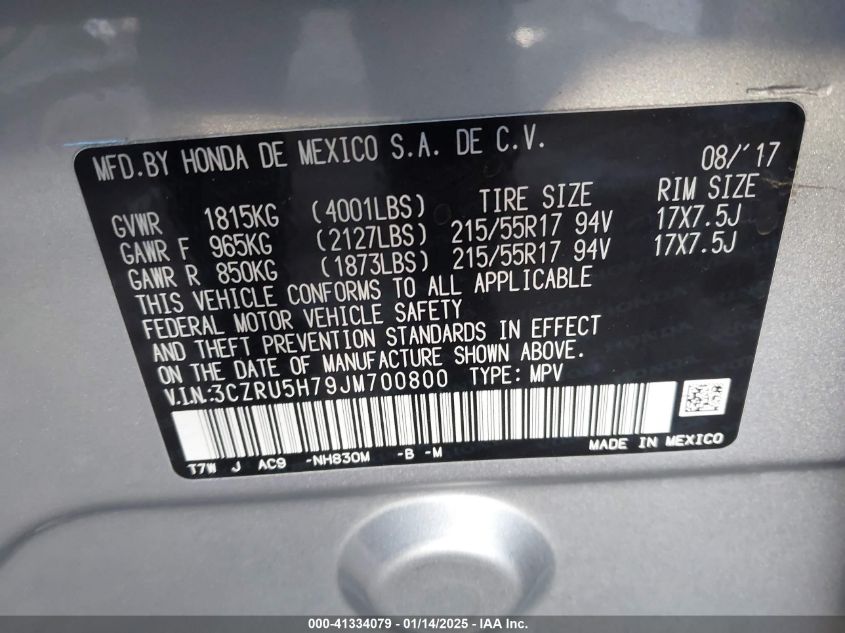 MFD.BY HONDA DE MEXICO S.A. DE C.V. 08/'17
TIRE SIZE RIM SIZE
GVWR 1815KG (4001LBS)
GAWR F 965KG (2127LBS) 215/55R17 94V 17X7.5J
GAWR R 850KG (1873LBS) 215/55R17 94V 17X7.5J
THIS VEHICLE CONFORMS TO ALL APPLICABLE
FEDERAL MOTOR VEHICLE SAFETY
AND THEFT PREVENTION STANDARDS IN EFFECT
ON THE DATE OF MANUFACTURE SHOWN ABOVE.
V.I.N.:3CZRU5H79JM700800 TYPE: MPV
T7W J AC9 -NH830M -B -M MADE IN MEXICO
000-41334079 - 01/14/2025 - IAA Inc.